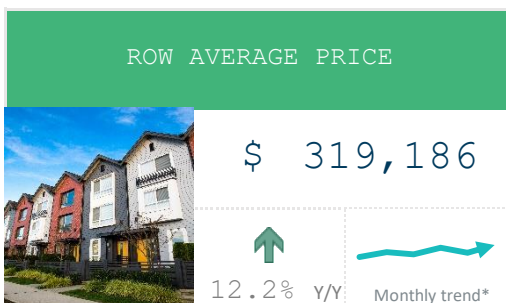 ROW AVERAGE PRICE
$ 319,186
12.2% Y/Y
Monthly trend*